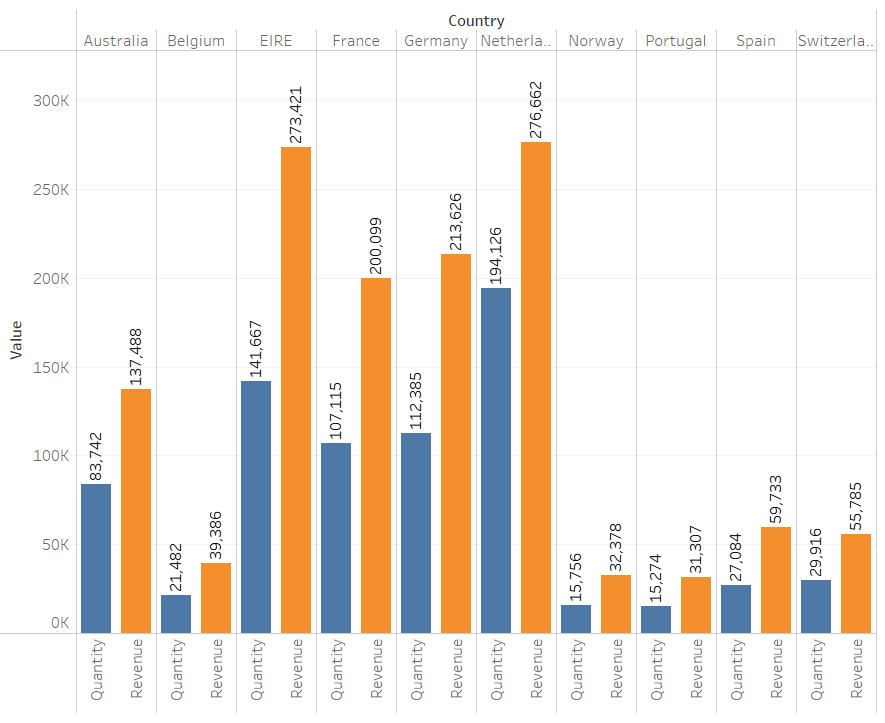 Country
Australia Belgium EIRE France Germany Netherla.. Norway Portugal Spain Switzerla..
Value
300K
250K
200K
150K
100K
50K
0K
83,742
137,488
21,482
39,386
141,667
273,421
107,115
200,099
112,385
213,626
194,126
276,662
15,756
32,378
15,274
31,307
27,084
59,733
29,916
55,785
Quantity
Revenue
Quantity
Revenue
Quantity
Revenue
Quantity
Revenue
Quantity
Revenue
Quantity
Revenue
Quantity
Revenue
Quantity
Revenue
Quantity
Revenue
Quantity
Revenue